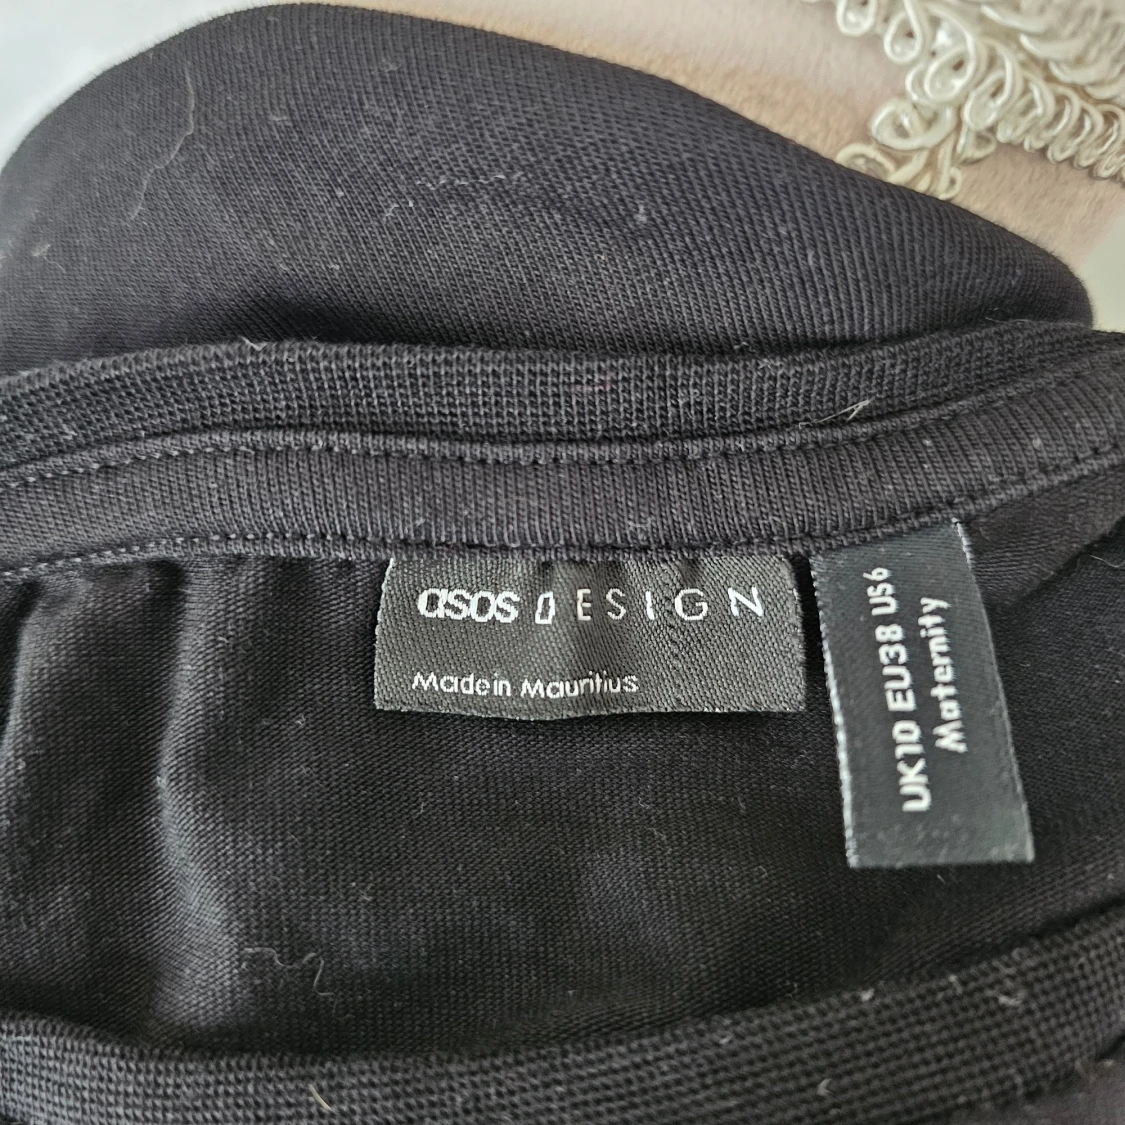 asos DESIGN
Made in Mauritius
UK10 EU38 US6
Maternity